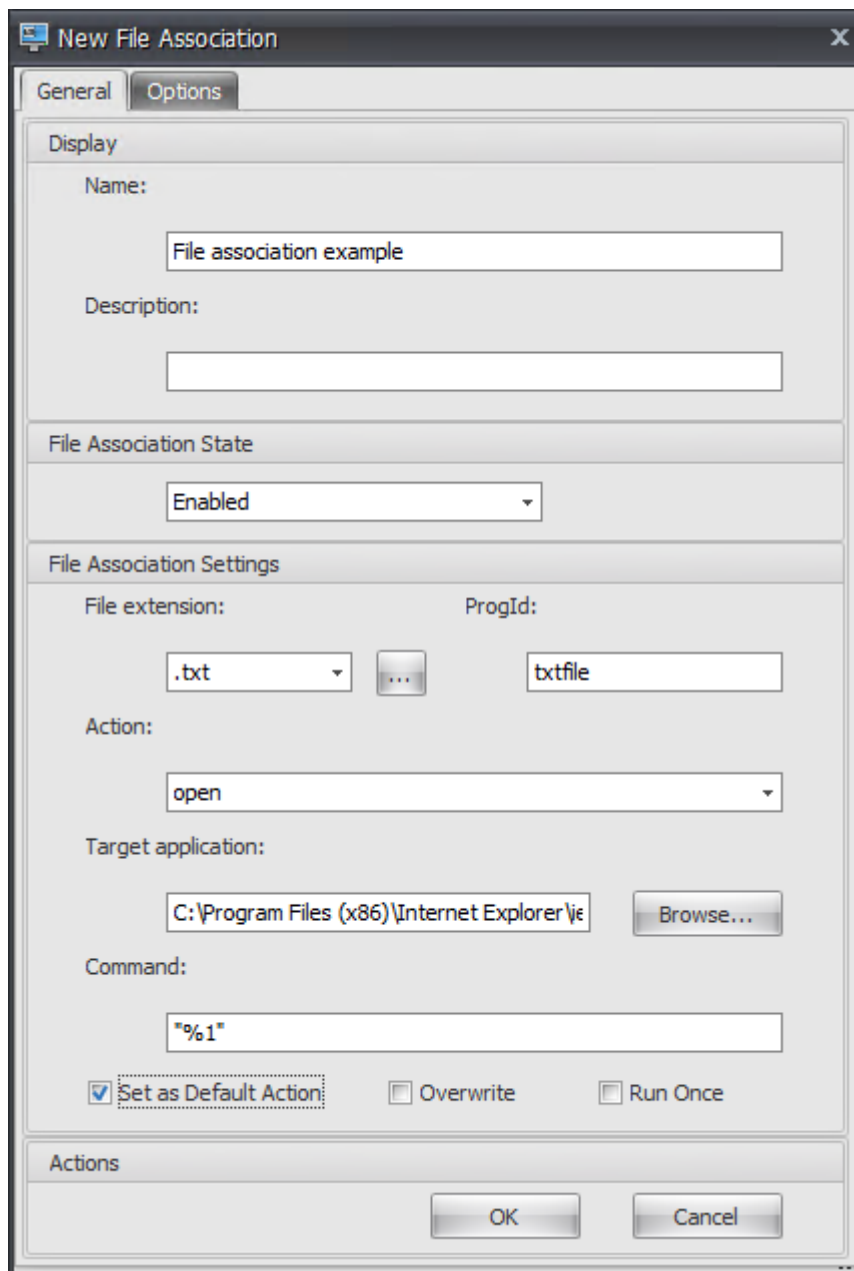 New File Association
General Options
Display
Name:
File association example
Description:
File Association State
Enabled
File Association Settings
File extension: ProgId:
.txt ... txtfile
Action:
open
Target application:
C:\Program Files (x86)\Internet Explorer\ie Browse...
Command:
"%1"
Set as Default Action Overwrite Run Once
Actions
OK Cancel